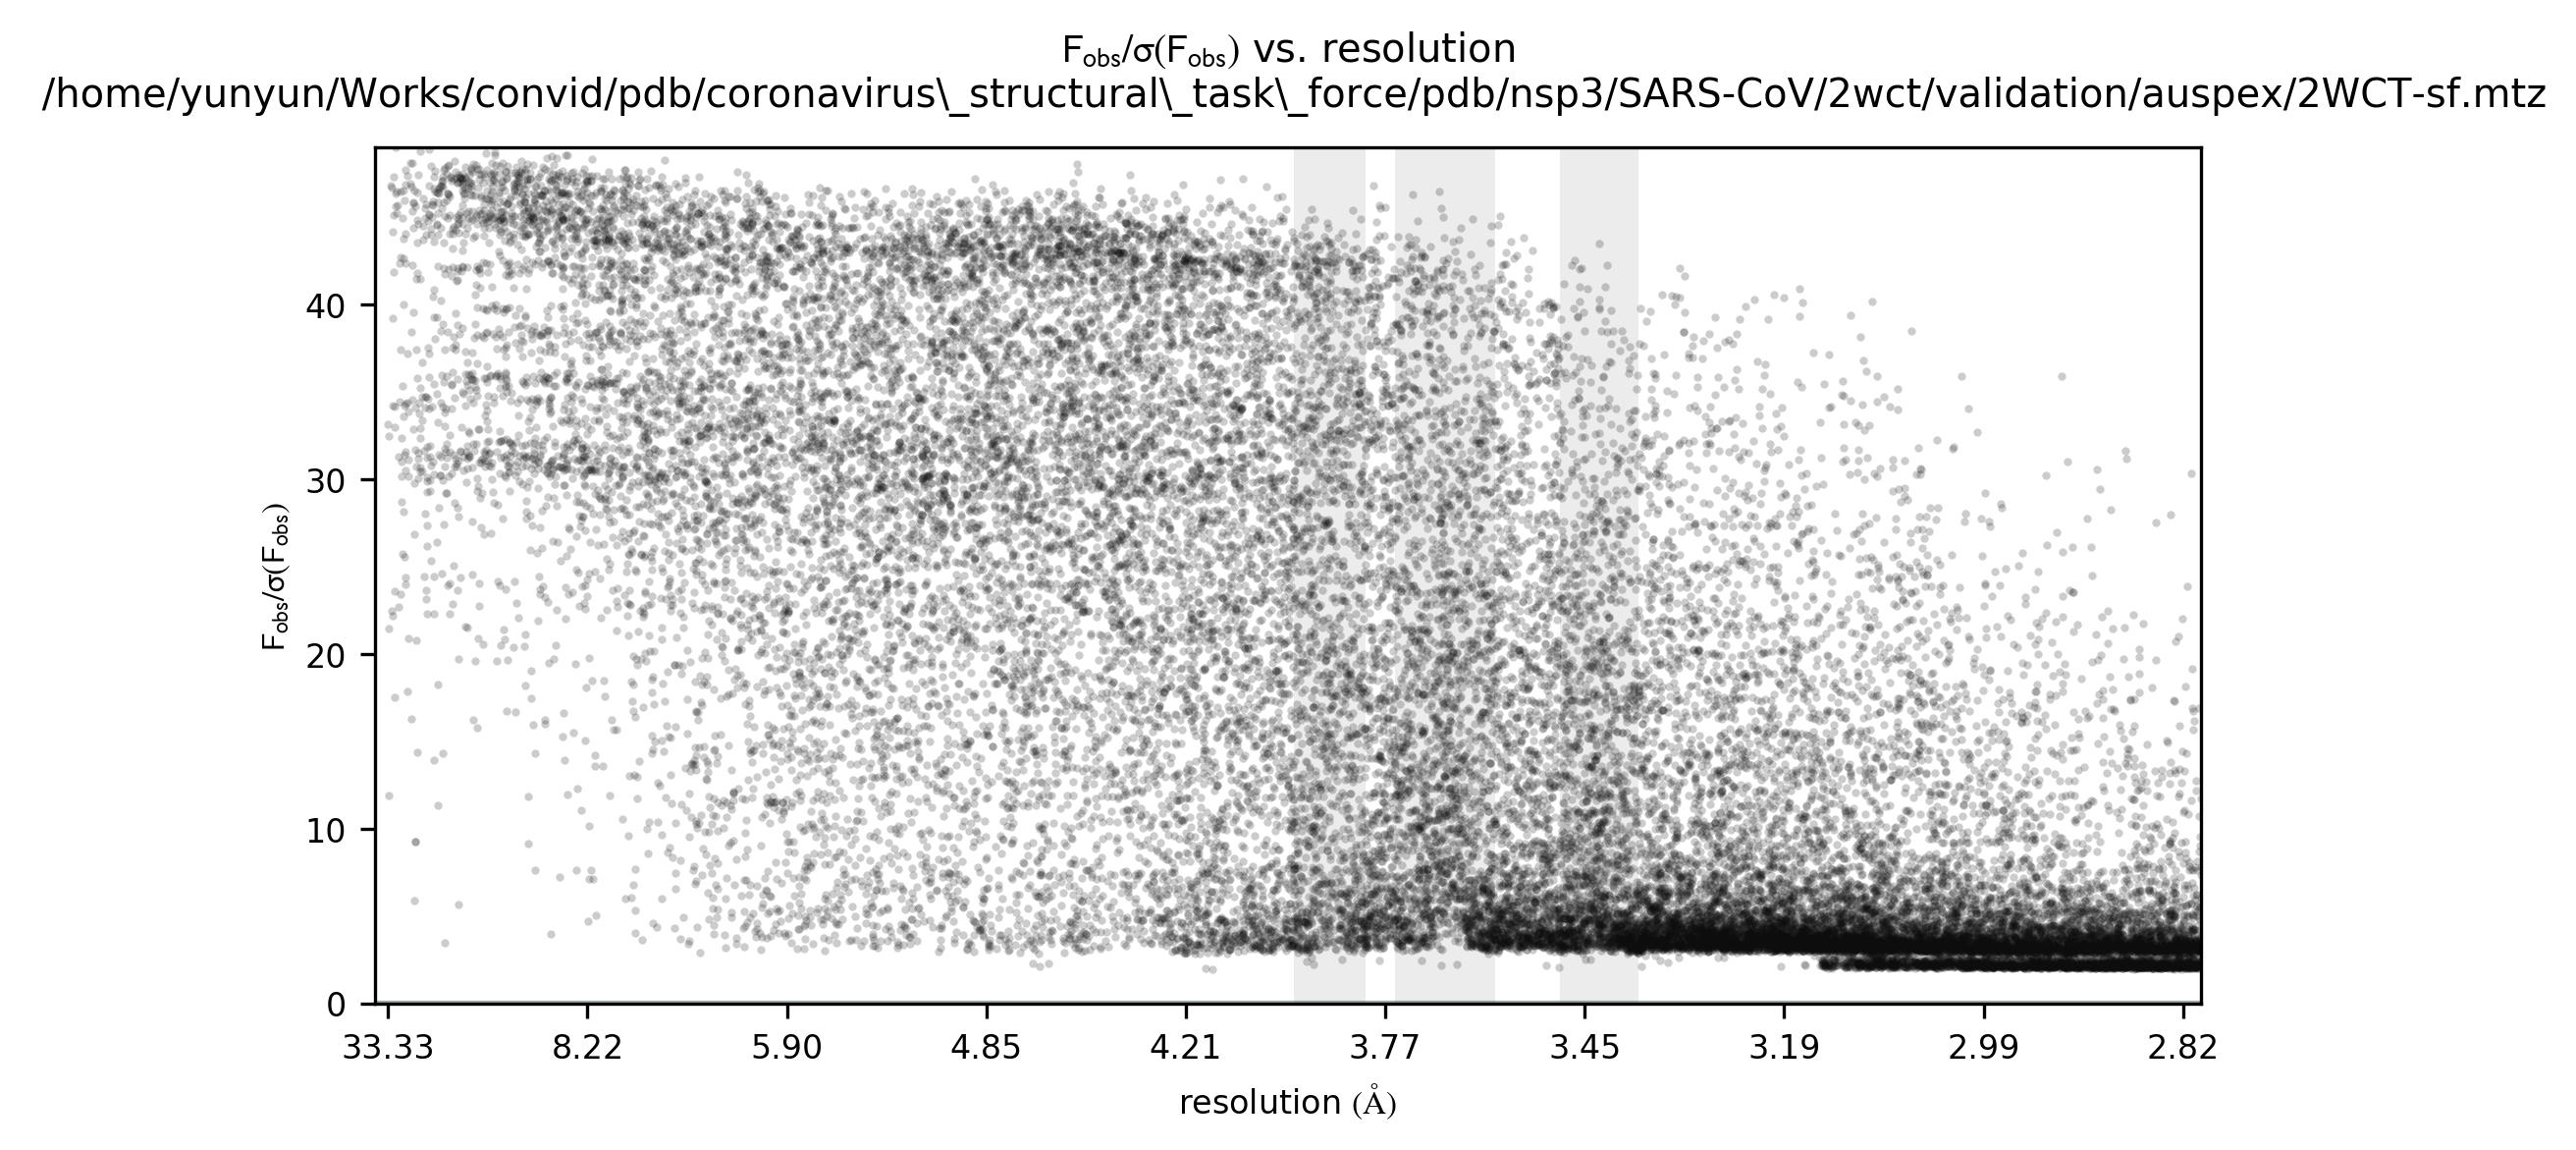 Fobs/σ(Fobs) vs. resolution
/home/yunyun/Works/convid/pdb/coronavirus\_structural\_task\_force/pdb/nsp3/SARS-CoV/2wct/validation/auspex/2WCT-sf.mtz
Fobs/σ(Fobs)
40
30
20
10
0
33.33 8.22 5.90 4.85 4.21 3.77 3.45 3.19 2.99 2.82
resolution (Å)